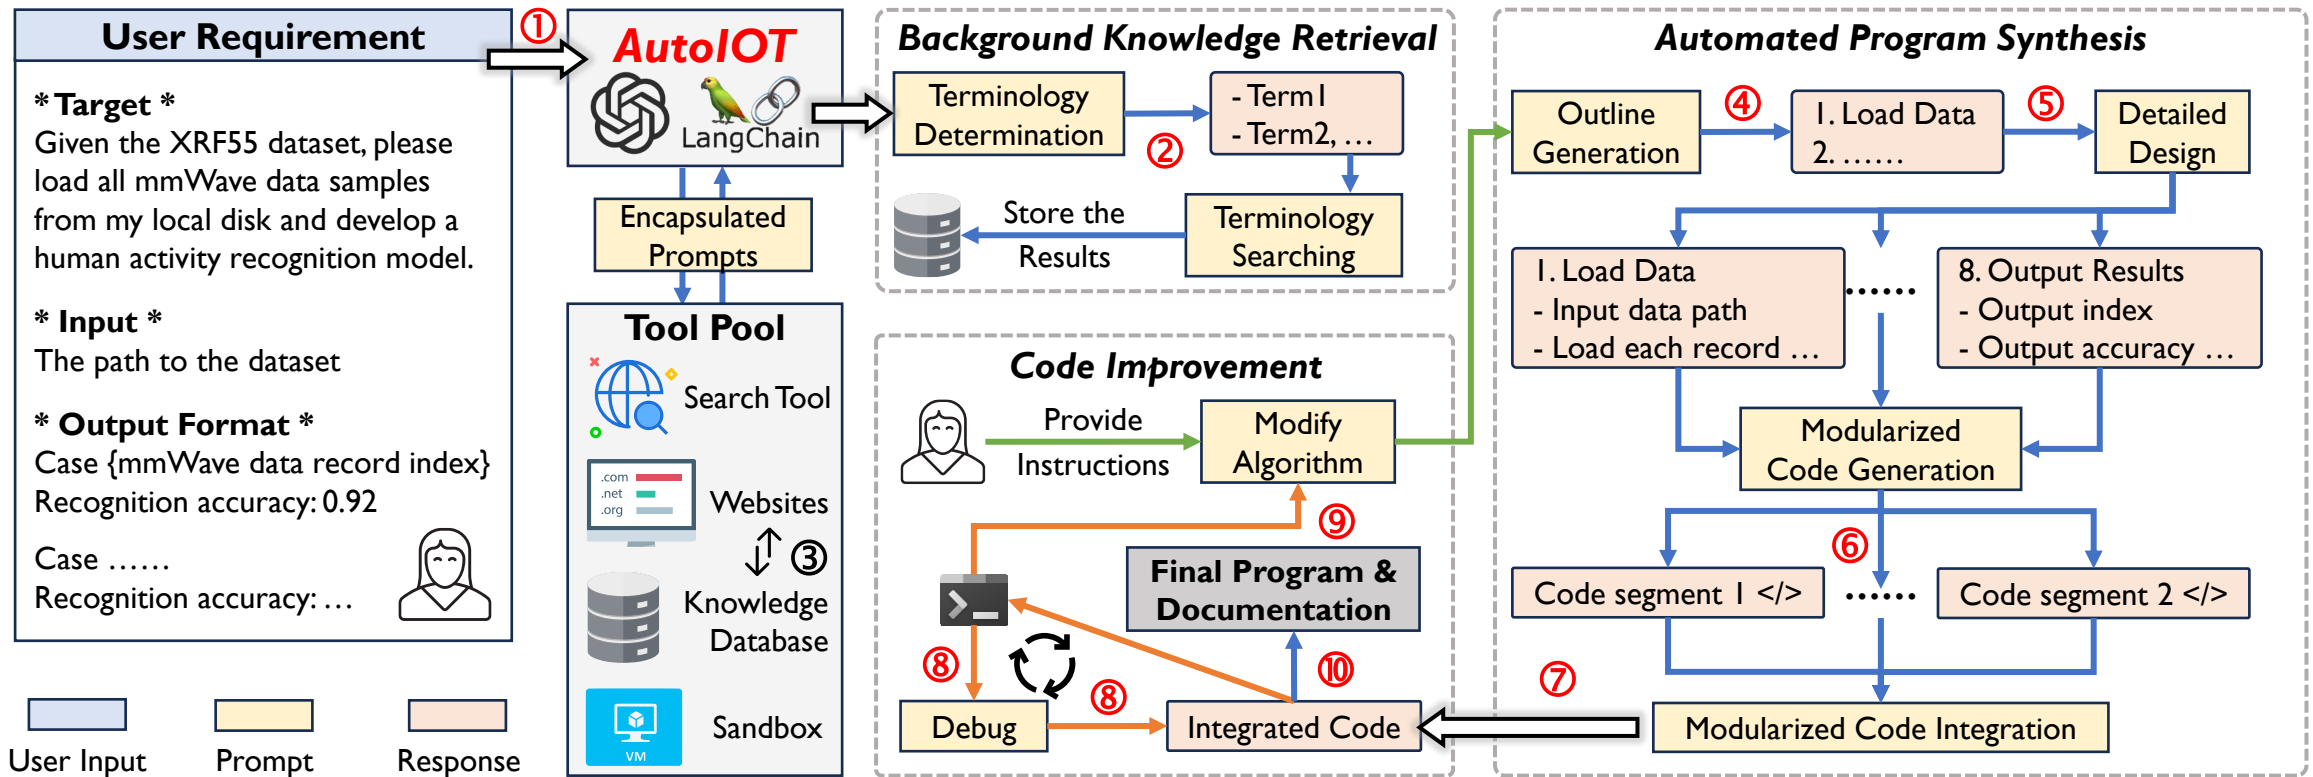 User Requirement
* Target *
Given the XRF55 dataset, please
load all mmWave data samples
from my local disk and develop a
human activity recognition model.
* Input *
The path to the dataset
* Output Format *
Case {mmWave data record index}
Recognition accuracy: 0.92
Case ......
Recognition accuracy: ...
User Input
Prompt
Response
①
AutoIOT
LangChain
Encapsulated
Prompts
Tool Pool
Search Tool
.com
.net
.org
Websites
③
Knowledge
Database
VM
Sandbox
Background Knowledge Retrieval
Terminology
Determination
②
- Term1
- Term2, ...
Terminology
Searching
Store the
Results
Code Improvement
Provide
Instructions
Modify
Algorithm
⑨
Final Program &
Documentation
⑧
Debug
⑧
⑩
Integrated Code
Automated Program Synthesis
Outline
Generation
④
1. Load Data
2. ......
⑤
Detailed
Design
1. Load Data
- Input data path
- Load each record ...
......
8. Output Results
- Output index
- Output accuracy ...
Modularized
Code Generation
⑥
Code segment 1 </>
......
Code segment 2 </>
⑦
Modularized Code Integration